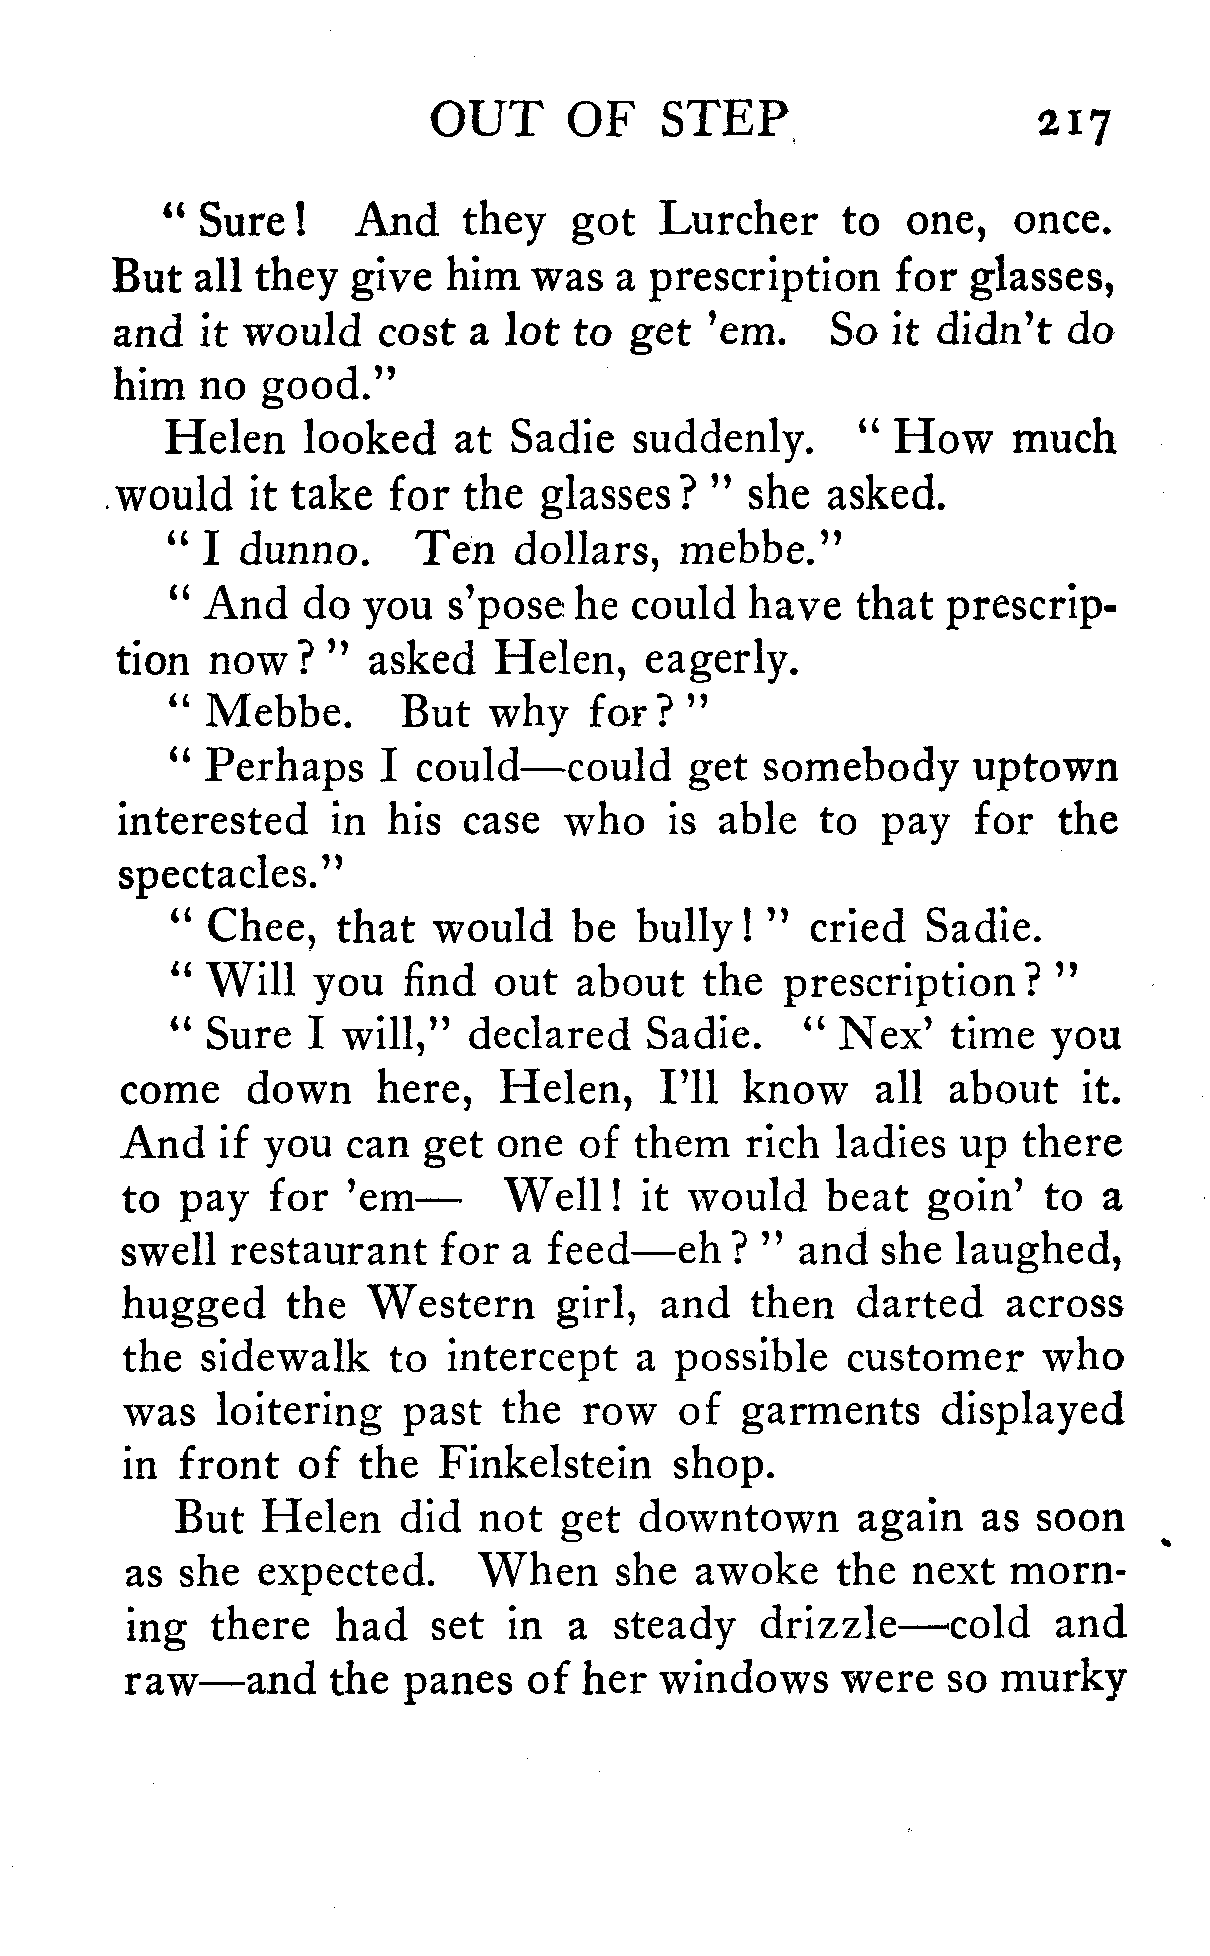 OUT OF STEP 217
" Sure! And they got Lurcher to one, once.
But all they give him was a prescription for glasses,
and it would cost a lot to get 'em. So it didn't do
him no good."
Helen looked at Sadie suddenly. " How much
would it take for the glasses? " she asked.
" I dunno. Ten dollars, mebbe."
" And do you s'pose he could have that prescrip-
tion now? " asked Helen, eagerly.
" Mebbe. But why for? "
" Perhaps I could—could get somebody uptown
interested in his case who is able to pay for the
spectacles."
" Chee, that would be bully! " cried Sadie.
" Will you find out about the prescription? "
" Sure I will," declared Sadie. " Nex' time you
come down here, Helen, I'll know all about it.
And if you can get one of them rich ladies up there
to pay for 'em— Well! it would beat goin' to a
swell restaurant for a feed—eh? " and she laughed,
hugged the Western girl, and then darted across
the sidewalk to intercept a possible customer who
was loitering past the row of garments displayed
in front of the Finkelstein shop.
But Helen did not get downtown again as soon
as she expected. When she awoke the next morn-
ing there had set in a steady drizzle—cold and
raw—and the panes of her windows were so murky